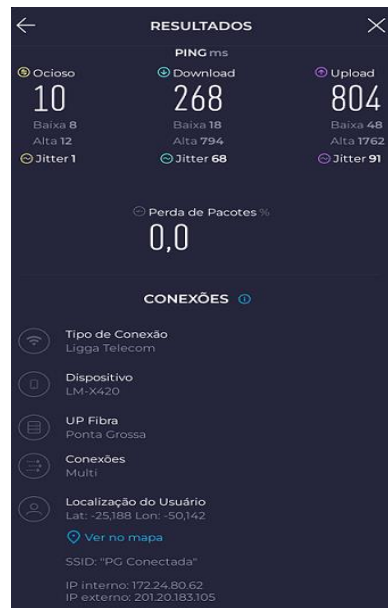 RESULTADOS
PING ms
Ocioso Download Upload
10 268 804
Baixa 8 Baixa 18 Baixa 48
Alta 12 Alta 794 Alta 1762
Jitter 1 Jitter 68 Jitter 91
Perda de Pacotes %
0,0
CONEXÕES
Tipo de Conexão
Ligga Telecom
Dispositivo
LM-X420
UP Fibra
Ponta Grossa
Conexões
Multi
Localização do Usuário
Lat: -25,188 Lon: -50,142
Ver no mapa
SSID: "PG Conectada"
IP interno: 172.24.80.62
IP externo: 201.20.183.105